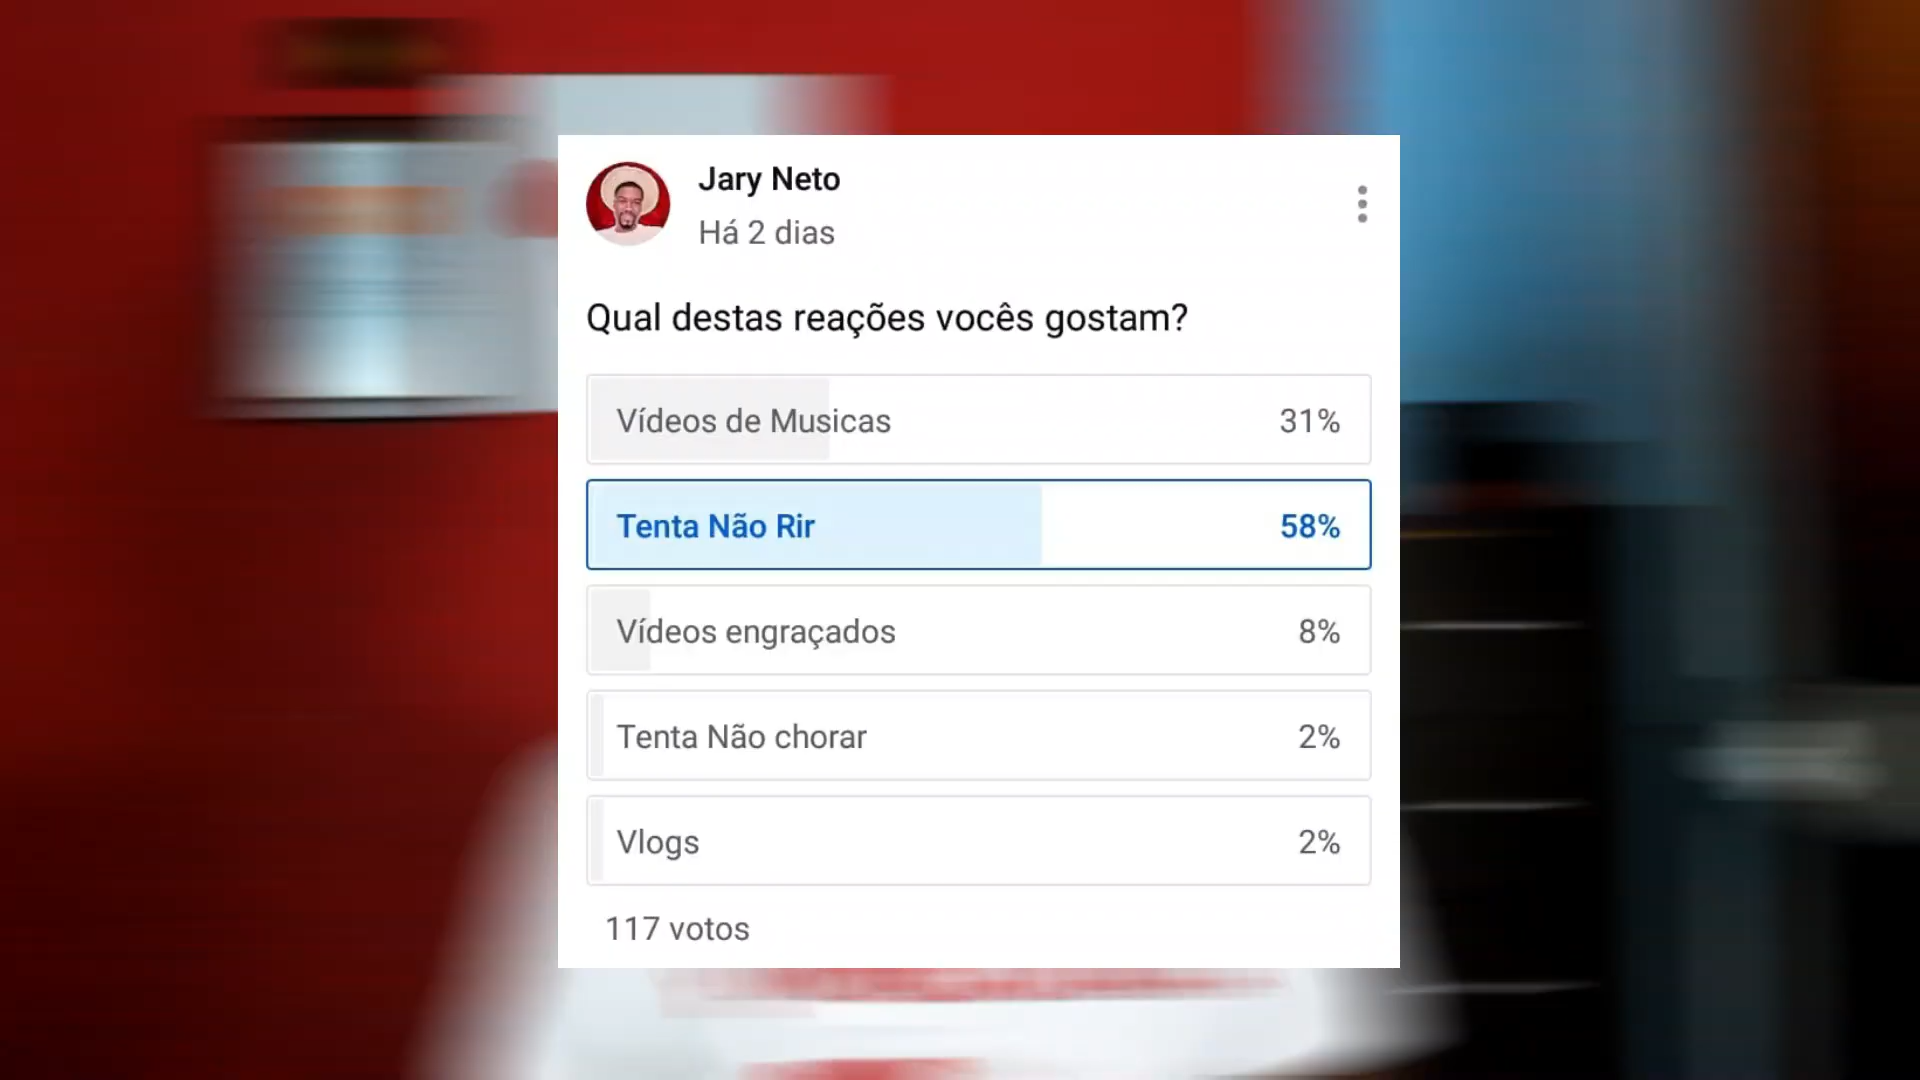 Jary Neto
Há 2 dias
Qual destas reações vocês gostam?
Vídeos de Musicas 31%
Tenta Não Rir 58%
Vídeos engraçados 8%
Tenta Não chorar 2%
Vlogs 2%
117 votos